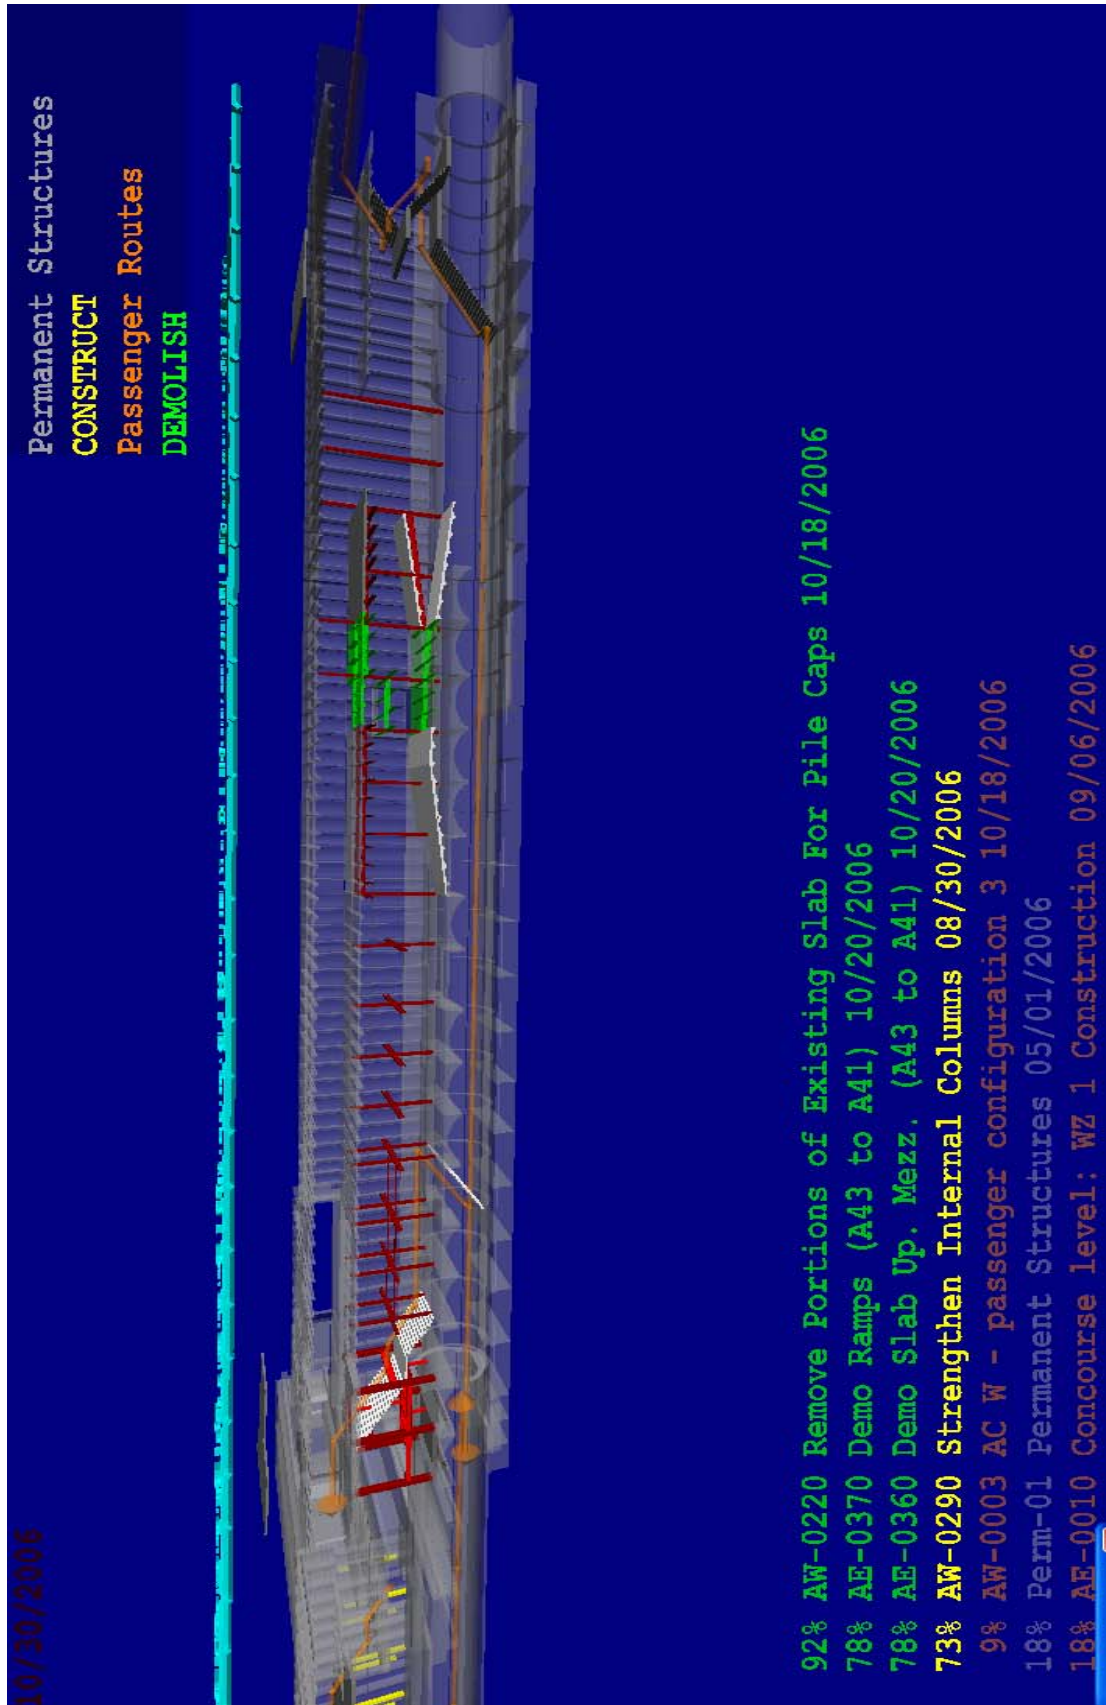 10/30/2006
Permanent Structures
CONSTRUCT
Passenger Routes
DEMOLISH
92% AW-0220 Remove Portions of Existing Slab For Pile Caps 10/18/2006
78% AE-0370 Demo Ramps (A43 to A41) 10/20/2006
78% AE-0360 Demo Slab Up. Mezz. (A43 to A41) 10/20/2006
73% AW-0290 Strengthen Internal Columns 08/30/2006
9% AW-0003 AC W - passenger configuration 3 10/18/2006
18% Perm-01 Permanent Structures 05/01/2006
18% AE-0010 Concourse level: WZ 1 Construction 09/06/2006